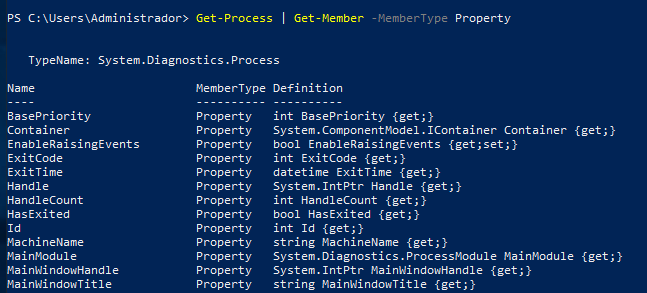 PS C:\Users\Administrador> Get-Process | Get-Member -MemberType Property
TypeName: System.Diagnostics.Process
Name MemberType Definition
---- ---------- ----------
BasePriority Property int BasePriority {get;}
Container Property System.ComponentModel.IContainer Container {get;}
EnableRaisingEvents Property bool EnableRaisingEvents {get;set;}
ExitCode Property int ExitCode {get;}
ExitTime Property datetime ExitTime {get;}
Handle Property System.IntPtr Handle {get;}
HandleCount Property int HandleCount {get;}
HasExited Property bool HasExited {get;}
Id Property int Id {get;}
MachineName Property string MachineName {get;}
MainModule Property System.Diagnostics.ProcessModule MainModule {get;}
MainWindowHandle Property System.IntPtr MainWindowHandle {get;}
MainWindowTitle Property string MainWindowTitle {get;}